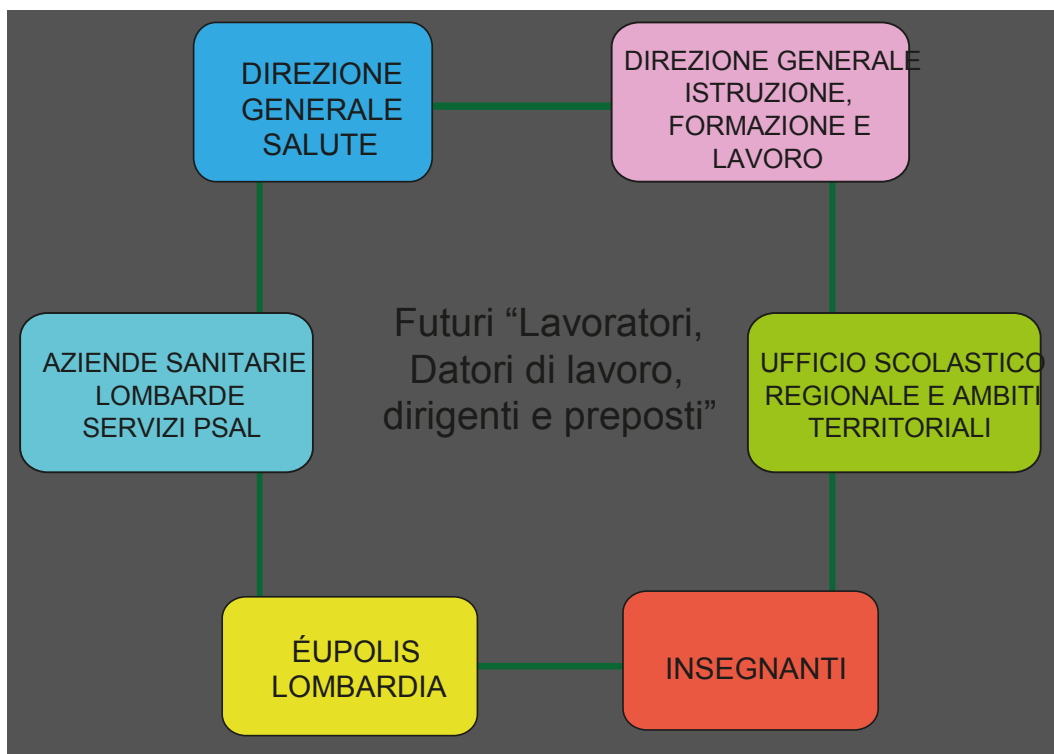 DIREZIONE
GENERALE
SALUTE
DIREZIONE GENERALE
ISTRUZIONE,
FORMAZIONE E
LAVORO
AZIENDE SANITARIE
LOMBARDE
SERVIZI PSAL
Futuri “Lavoratori,
Datori di lavoro,
dirigenti e preposti”
UFFICIO SCOLASTICO
REGIONALE E AMBITI
TERRITORIALI
ÉUPOLIS
LOMBARDIA
INSEGNANTI